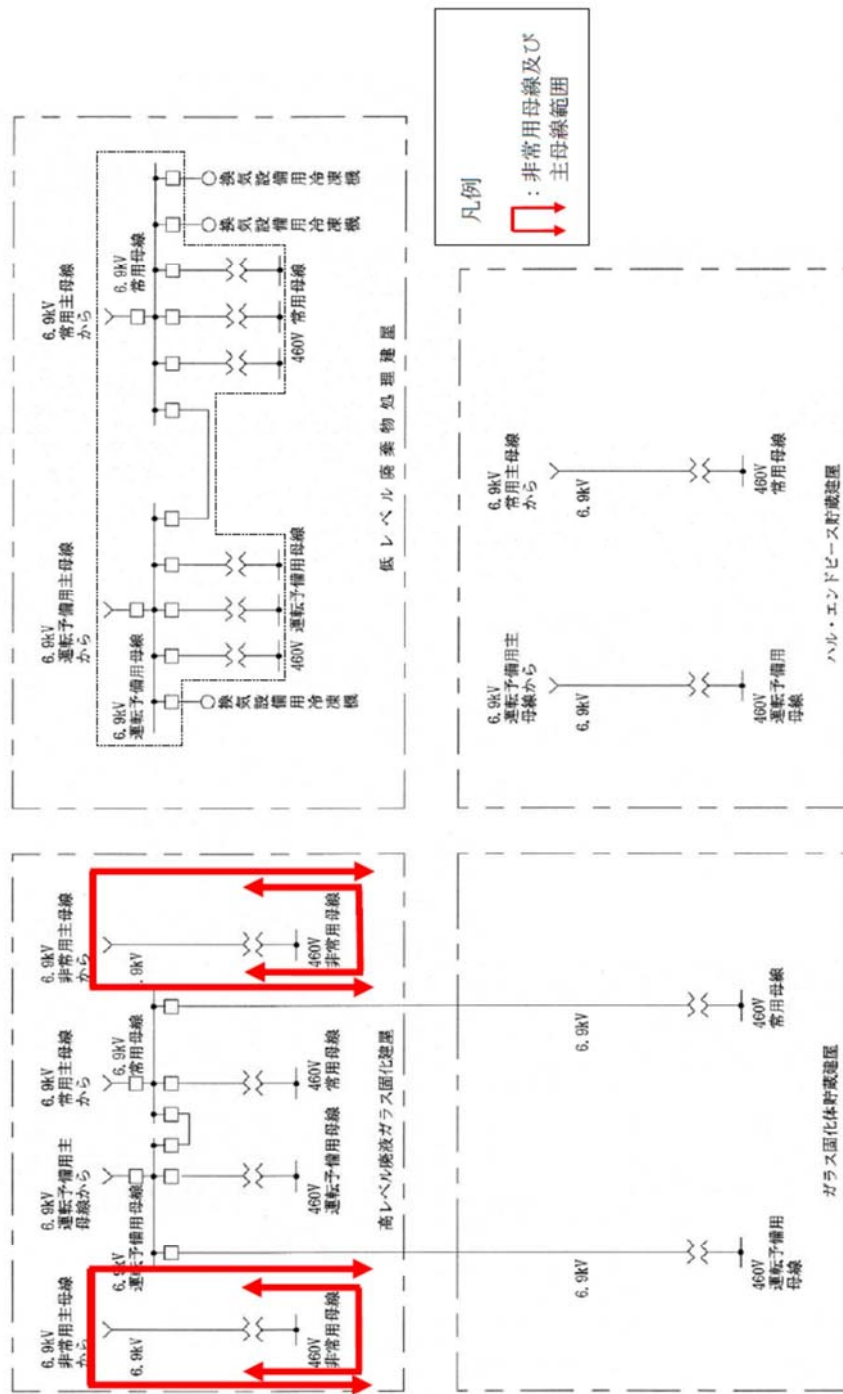 6.9kV
非常用主母線
から
6.9kV
運転予備用主
母線から
6.9kV
常用主母線
から
6.9kV
非常用主母線
から
6.9kV
6.9kV
運転予備用母線
6.9kV
常用母線
.9kV
460V
非常用母線
460V
運転予備用母線
460V
常用母線
460V
非常用母線
高レベル廃液ガラス固化建屋
6.9kV
運転予備用主母線
から
6.9kV
常用主母線
から
6.9kV
運転予備用母線
6.9kV
常用母線
換気設備用冷凍機
460V 運転予備用母線
460V 常用母線
換気設備用冷凍機
換気設備用冷凍機
低レベル廃棄物処理建屋
6.9kV
6.9kV
460V
運転予備用
母線
460V
常用母線
ガラス固化体貯蔵建屋
6.9kV
運転予備用主
母線から
6.9kV
常用主母線
から
6.9kV
6.9kV
460V
運転予備用
母線
460V
常用母線
ハル・エンドピース貯蔵建屋
凡例
：非常用母線及び
主母線範囲